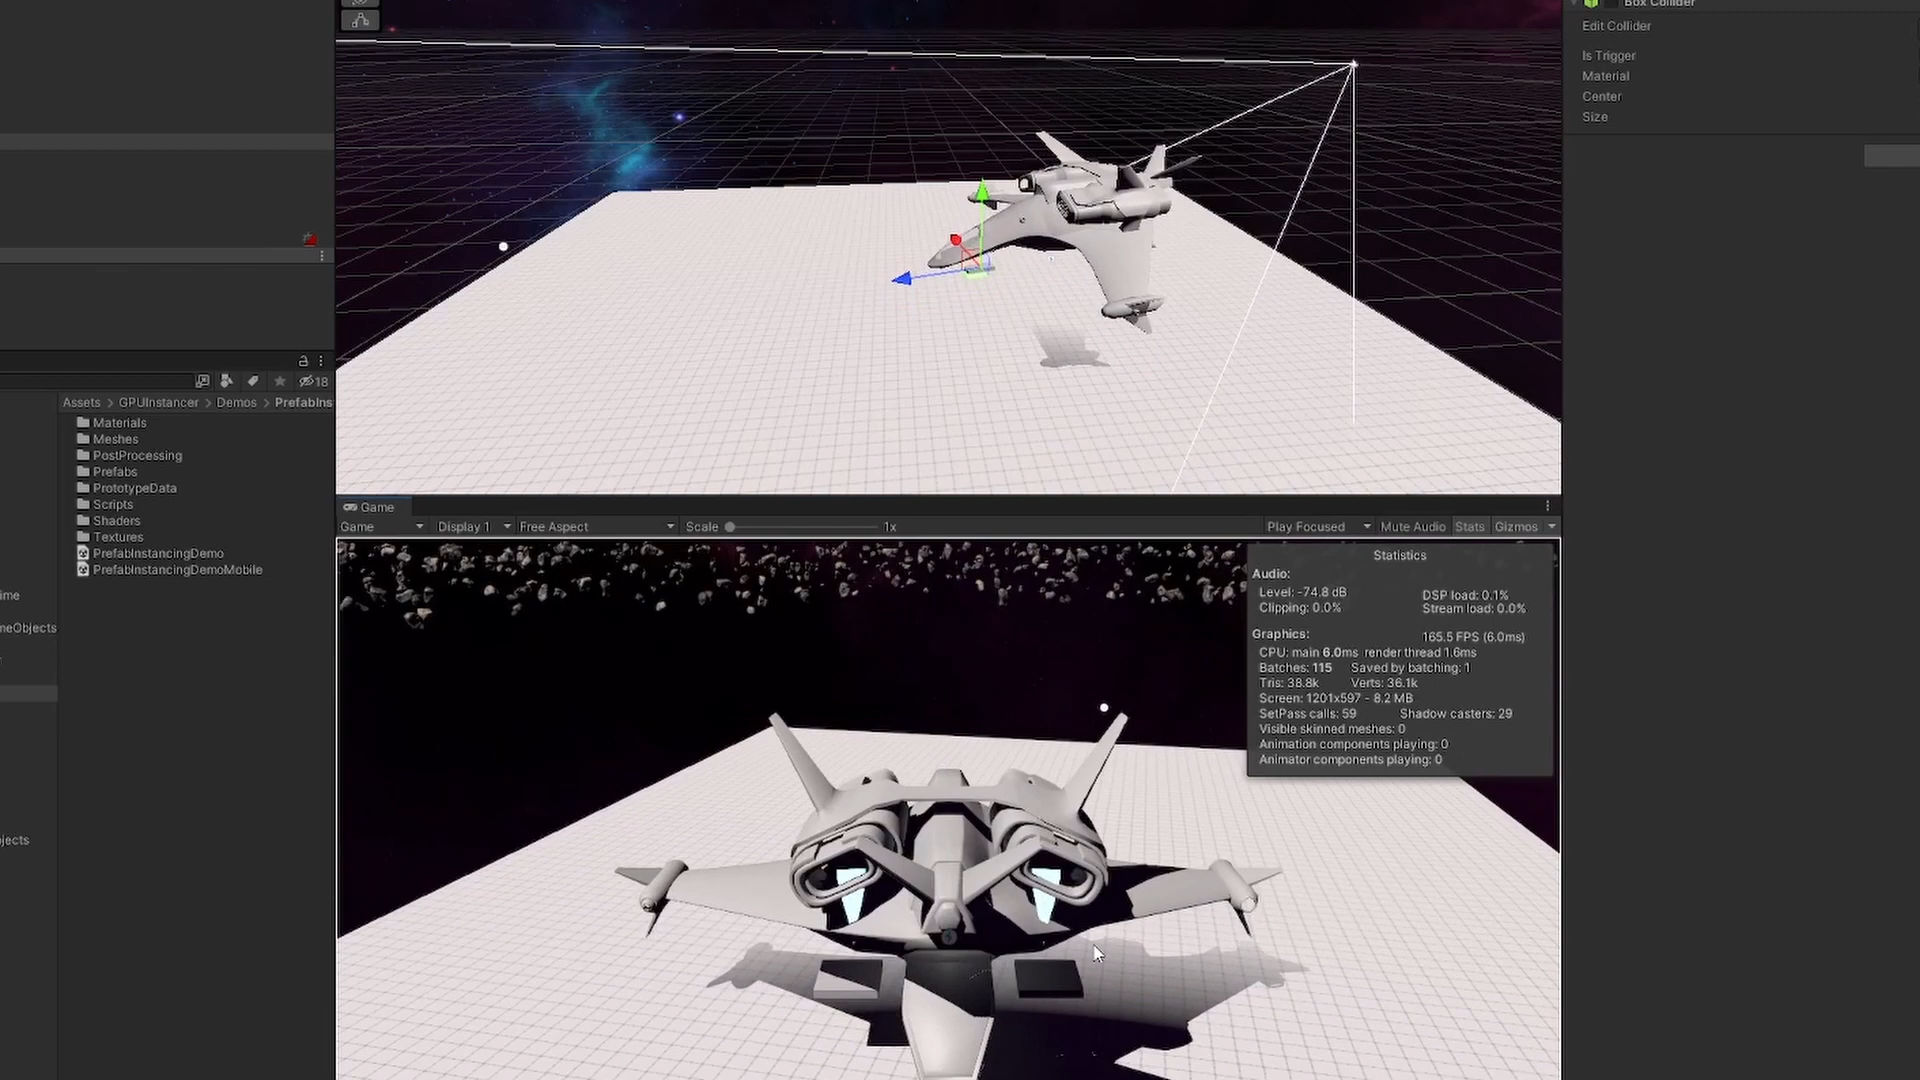 Box Collider
Edit Collider
Is Trigger
Material
Center
Size
18
Assets > GPUInstancer > Demos > PrefabIns
Materials
Meshes
PostProcessing
Prefabs
PrototypeData
Scripts
Shaders
Textures
PrefabInstancingDemo
PrefabInstancingDemoMobile
ime
meObjects
jects
Game
Game Display 1 Free Aspect Scale 1x Play Focused Mute Audio Stats Gizmos
Statistics
Audio:
Level: -74.8 dB DSP load: 0.1%
Clipping: 0.0% Stream load: 0.0%
Graphics: 165.5 FPS (6.0ms)
CPU: main 6.0ms render thread 1.6ms
Batches: 115 Saved by batching: 1
Tris: 38.8k Verts: 36.1k
Screen: 1201x597 - 8.2 MB
SetPass calls: 59 Shadow casters: 29
Visible skinned meshes: 0
Animation components playing: 0
Animator components playing: 0